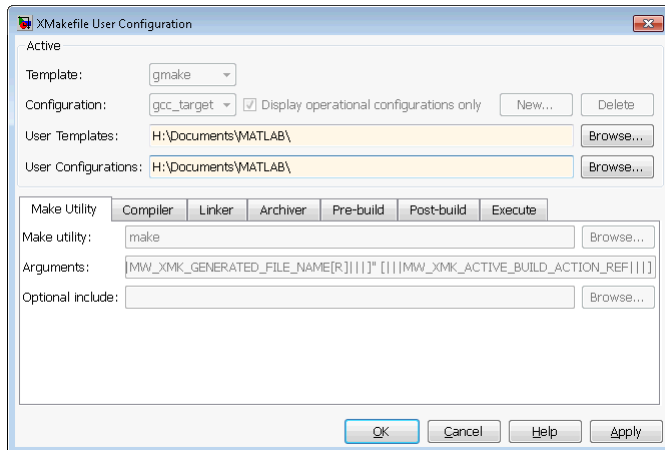 XMakefile User Configuration
Active
Template: gmake
Configuration: gcc_target Display operational configurations only New... Delete
User Templates: H:\Documents\MATLAB\ Browse...
User Configurations: H:\Documents\MATLAB\ Browse...
Make Utility Compiler Linker Archiver Pre-build Post-build Execute
Make utility: make Browse...
Arguments: |MW_XMK_GENERATED_FILE_NAME[R]|||]" [|||MW_XMK_ACTIVE_BUILD_ACTION_REF|||]
Optional include: Browse...
OK Cancel Help Apply